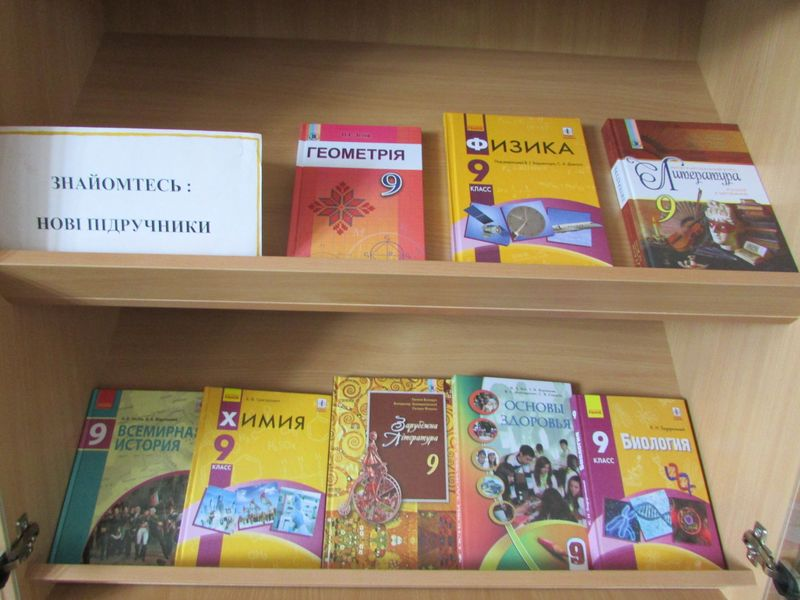 ЗНАЙОМТЕСЬ :
НОВІ ПІДРУЧНИКИ
ГЕОМЕТРІЯ
9
ФИЗИКА
9
КЛАСС
Литература
9
9
ВСЕМИРНАЯ
ИСТОРИЯ
ХИМИЯ
9
КЛАСС
Зарубіжна
Література
9
ОСНОВЫ
ЗДОРОВЬЯ
9
9
КЛАСС
БИОЛОГИЯ